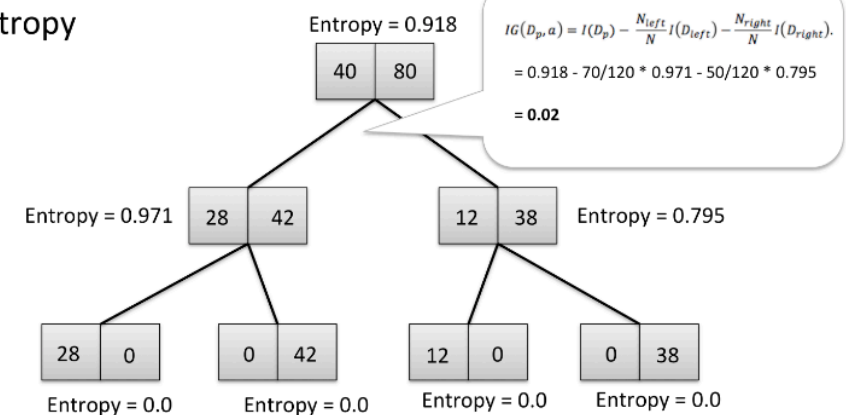 tropy
Entropy = 0.918
40 80
IG(D_p, a) = I(D_p) − N_left/N I(D_left) − N_right/N I(D_right).
= 0.918 - 70/120 * 0.971 - 50/120 * 0.795
= 0.02
Entropy = 0.971
28 42
12 38
Entropy = 0.795
28 0
0 42
12 0
0 38
Entropy = 0.0
Entropy = 0.0
Entropy = 0.0
Entropy = 0.0